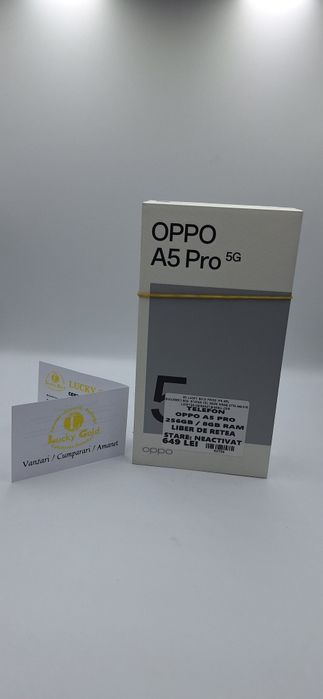 OPPO
A5 Pro 5G
5
TELEFON
OPPO A5 PRO
256GB / 8GB RAM
LIBER DE RETEA
STARE: NEACTIVAT
649 LEI
oppo
LUCKY
Lucky Gold
Vanzari / Cumparari / Amanet